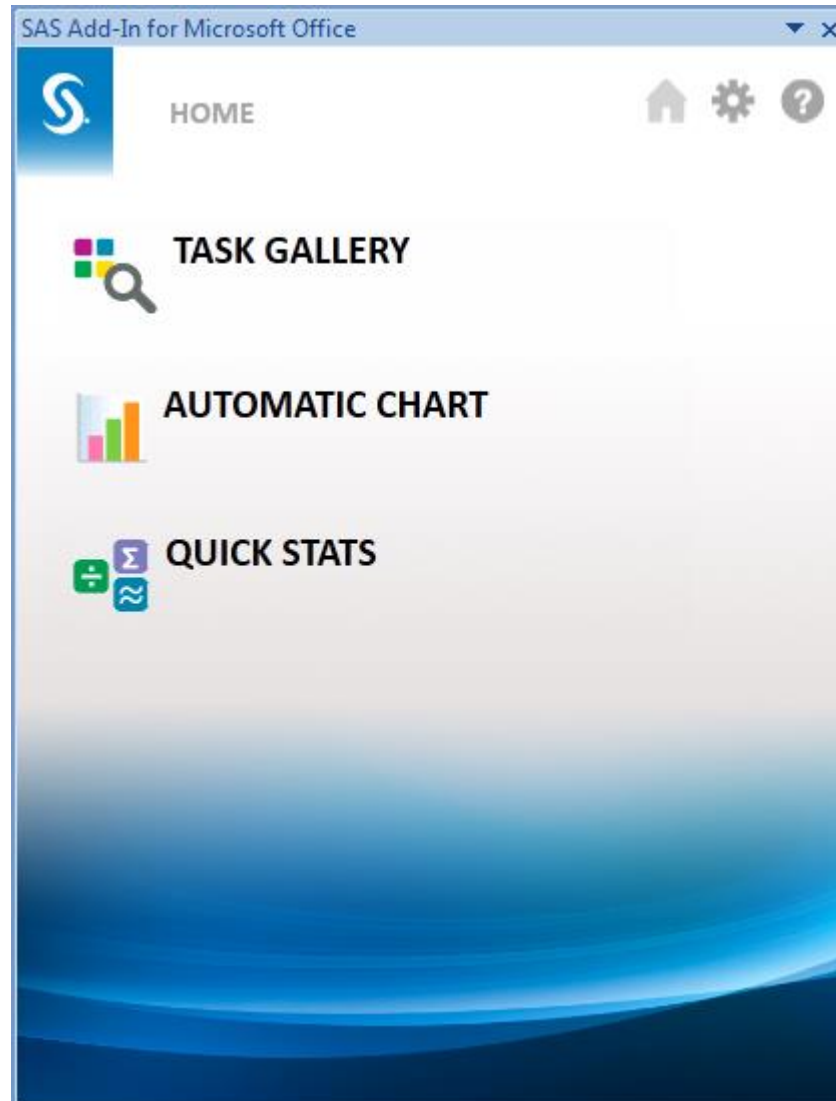 SAS Add-In for Microsoft Office
HOME
TASK GALLERY
AUTOMATIC CHART
QUICK STATS